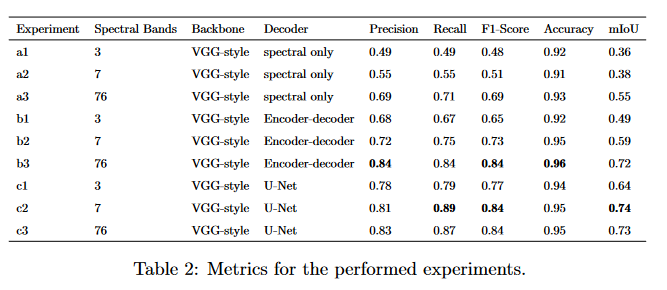 Experiment Spectral Bands Backbone Decoder Precision Recall F1-Score Accuracy mIoU
a1 3 VGG-style spectral only 0.49 0.49 0.48 0.92 0.36
a2 7 VGG-style spectral only 0.55 0.55 0.51 0.91 0.38
a3 76 VGG-style spectral only 0.69 0.71 0.69 0.93 0.55
b1 3 VGG-style Encoder-decoder 0.68 0.67 0.65 0.92 0.49
b2 7 VGG-style Encoder-decoder 0.72 0.75 0.73 0.95 0.59
b3 76 VGG-style Encoder-decoder 0.84 0.84 0.84 0.96 0.72
c1 3 VGG-style U-Net 0.78 0.79 0.77 0.94 0.64
c2 7 VGG-style U-Net 0.81 0.89 0.84 0.95 0.74
c3 76 VGG-style U-Net 0.83 0.87 0.84 0.95 0.73
Table 2: Metrics for the performed experiments.